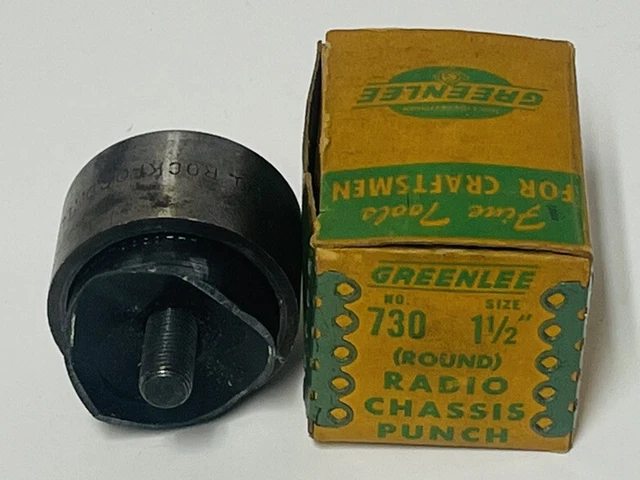 GREENLEE
Fine Tools
FOR CRAFTSMEN
GREENLEE
NO. SIZE
730 1½"
(ROUND)
RADIO
CHASSIS
PUNCH